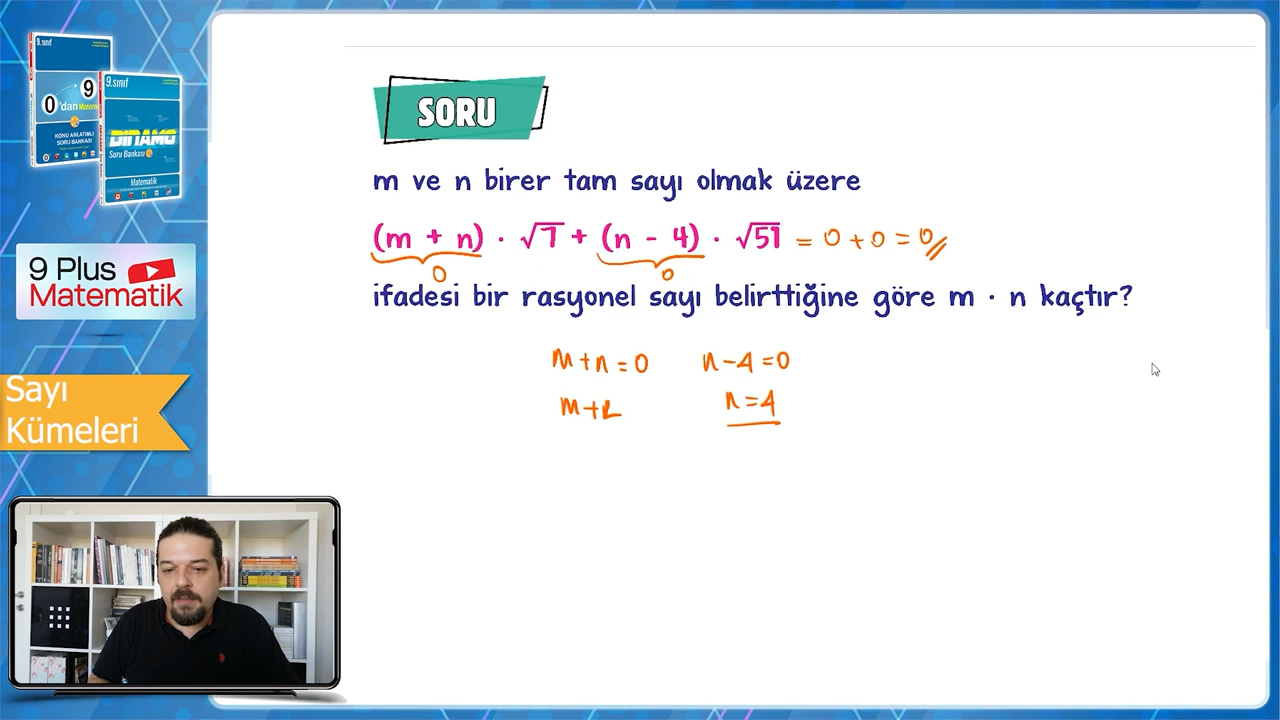 9.sınıf
0'dan 9
Matematik
KONU ANLATIMLI
SORU BANKASI
9.sınıf
DİNAMO
Soru Bankası
Matematik
9 Plus
Matematik
Sayı
Kümeleri
SORU
m ve n birer tam sayı olmak üzere
(m + n) · √7 + (n - 4) · √51 = 0 + 0 = 0
0 0
ifadesi bir rasyonel sayı belirttiğine göre m · n kaçtır?
m+n=0 n-4=0
m+ n=4